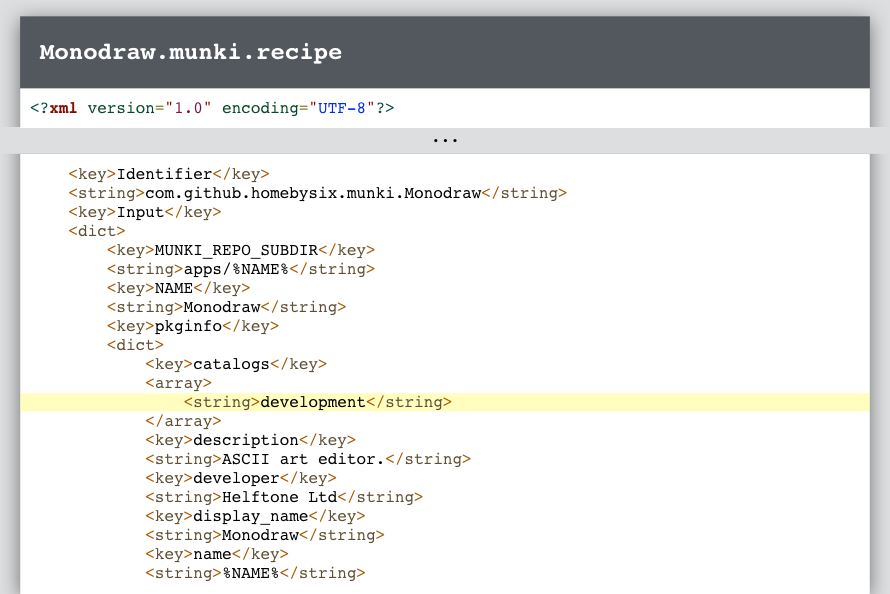 Monodraw.munki.recipe
<?xml version="1.0" encoding="UTF-8"?>
...
<key>Identifier</key>
<string>com.github.homebysix.munki.Monodraw</string>
<key>Input</key>
<dict>
<key>MUNKI_REPO_SUBDIR</key>
<string>apps/%NAME%</string>
<key>NAME</key>
<string>Monodraw</string>
<key>pkginfo</key>
<dict>
<key>catalogs</key>
<array>
<string>development</string>
</array>
<key>description</key>
<string>ASCII art editor.</string>
<key>developer</key>
<string>Helftone Ltd</string>
<key>display_name</key>
<string>Monodraw</string>
<key>name</key>
<string>%NAME%</string>